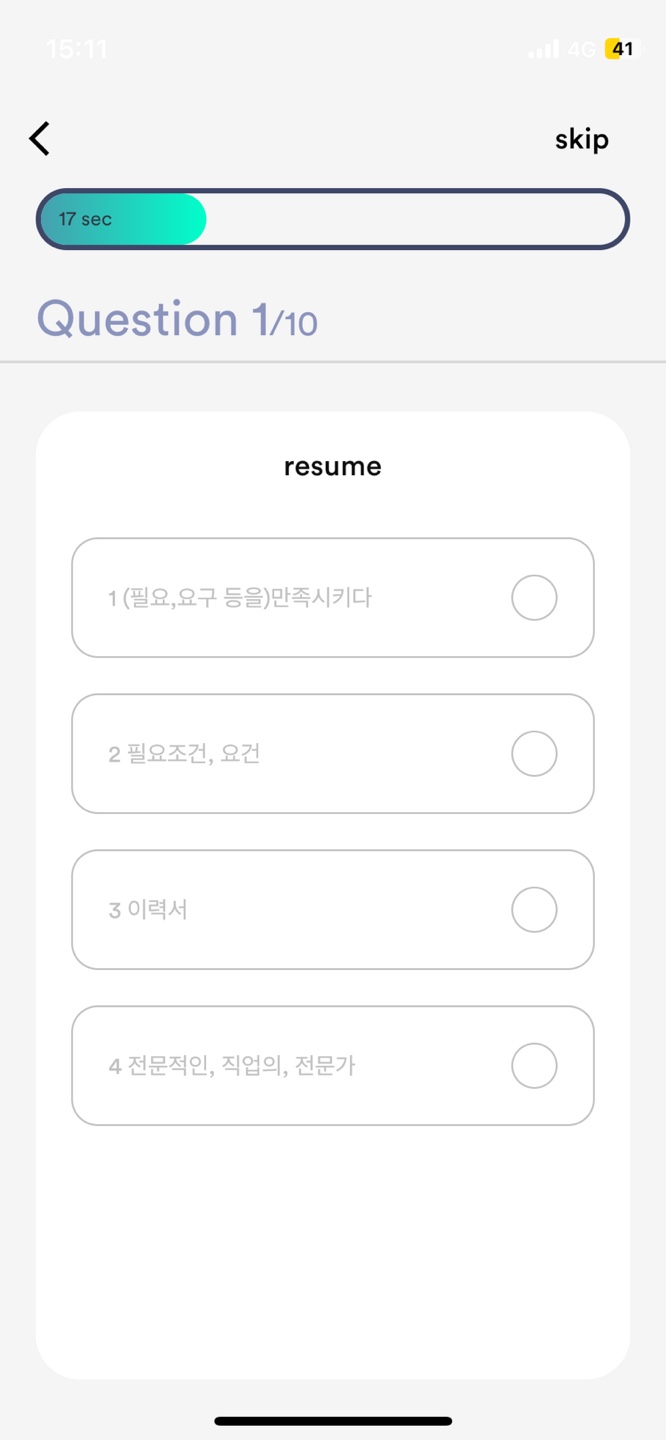 15:11 4G 41
skip
17 sec
Question 1/10
resume
1 (필요,요구 등을)만족시키다
2 필요조건, 요건
3 이력서
4 전문적인, 직업의, 전문가